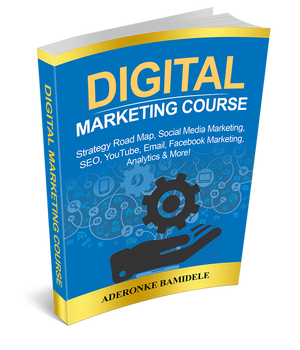 DIGITAL
MARKETING COURSE
Strategy Road Map, Social Media Marketing,
SEO, YouTube, Email, Facebook Marketing,
Analytics & More!
ADERONKE BAMIDELE
DIGITAL MARKETING COURSE